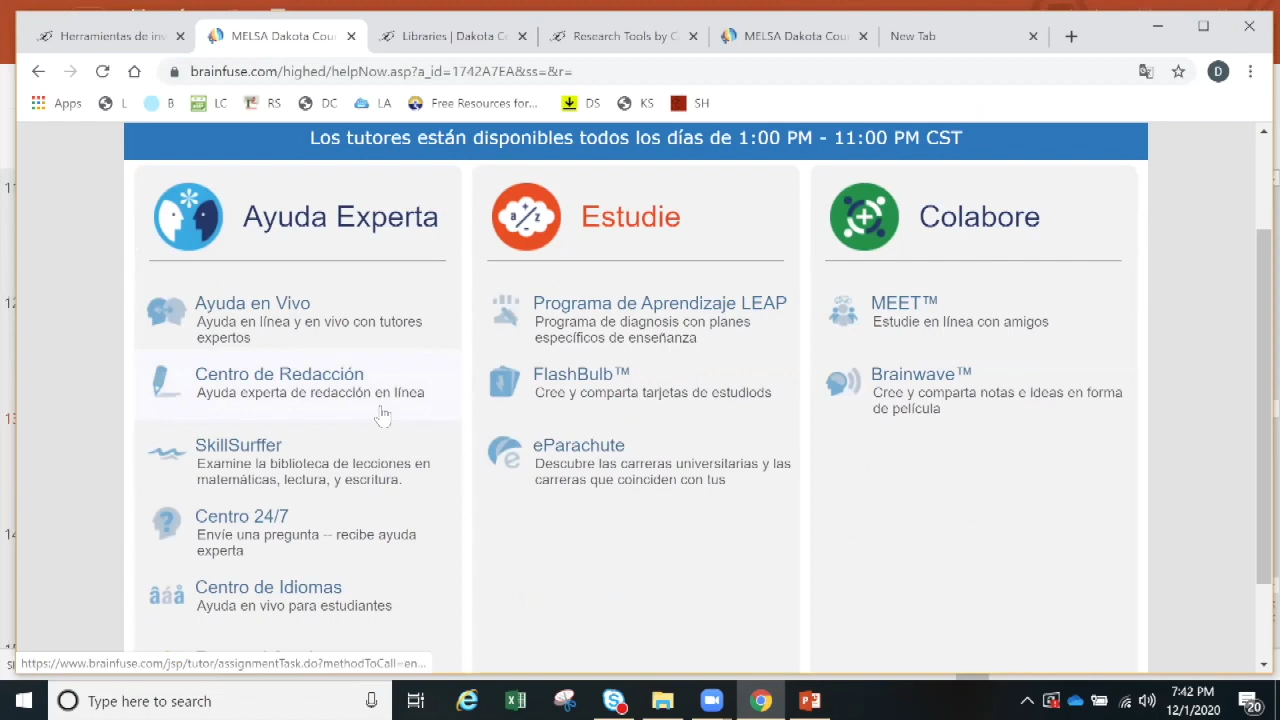 Herramientas de inv
MELSA Dakota Cour
Libraries | Dakota Co
Research Tools by C
MELSA Dakota Cour
New Tab
brainfuse.com/highed/helpNow.asp?a_id=1742A7EA&ss=&r=
D
Apps
L
B
LC
RS
DC
LA
Free Resources for...
DS
KS
SH
Los tutores están disponibles todos los días de 1:00 PM - 11:00 PM CST
Ayuda Experta
Ayuda en Vivo
Ayuda en línea y en vivo con tutores
expertos
Centro de Redacción
Ayuda experta de redacción en línea
SkillSurffer
Examine la biblioteca de lecciones en
matemáticas, lectura, y escritura.
Centro 24/7
Envíe una pregunta -- recibe ayuda
experta
Centro de Idiomas
Ayuda en vivo para estudiantes
a/z
Estudie
Programa de Aprendizaje LEAP
Programa de diagnosis con planes
específicos de enseñanza
FlashBulb™
Cree y comparta tarjetas de estudiods
eParachute
Descubre las carreras universitarias y las
carreras que coinciden con tus
Colabore
MEET™
Estudie en línea con amigos
Brainwave™
Cree y comparta notas e ideas en forma
de película
https://www.brainfuse.com/jsp/tutor/assignmentTask.do?methodToCall=en...
Type here to search
7:42 PM
12/1/2020
20